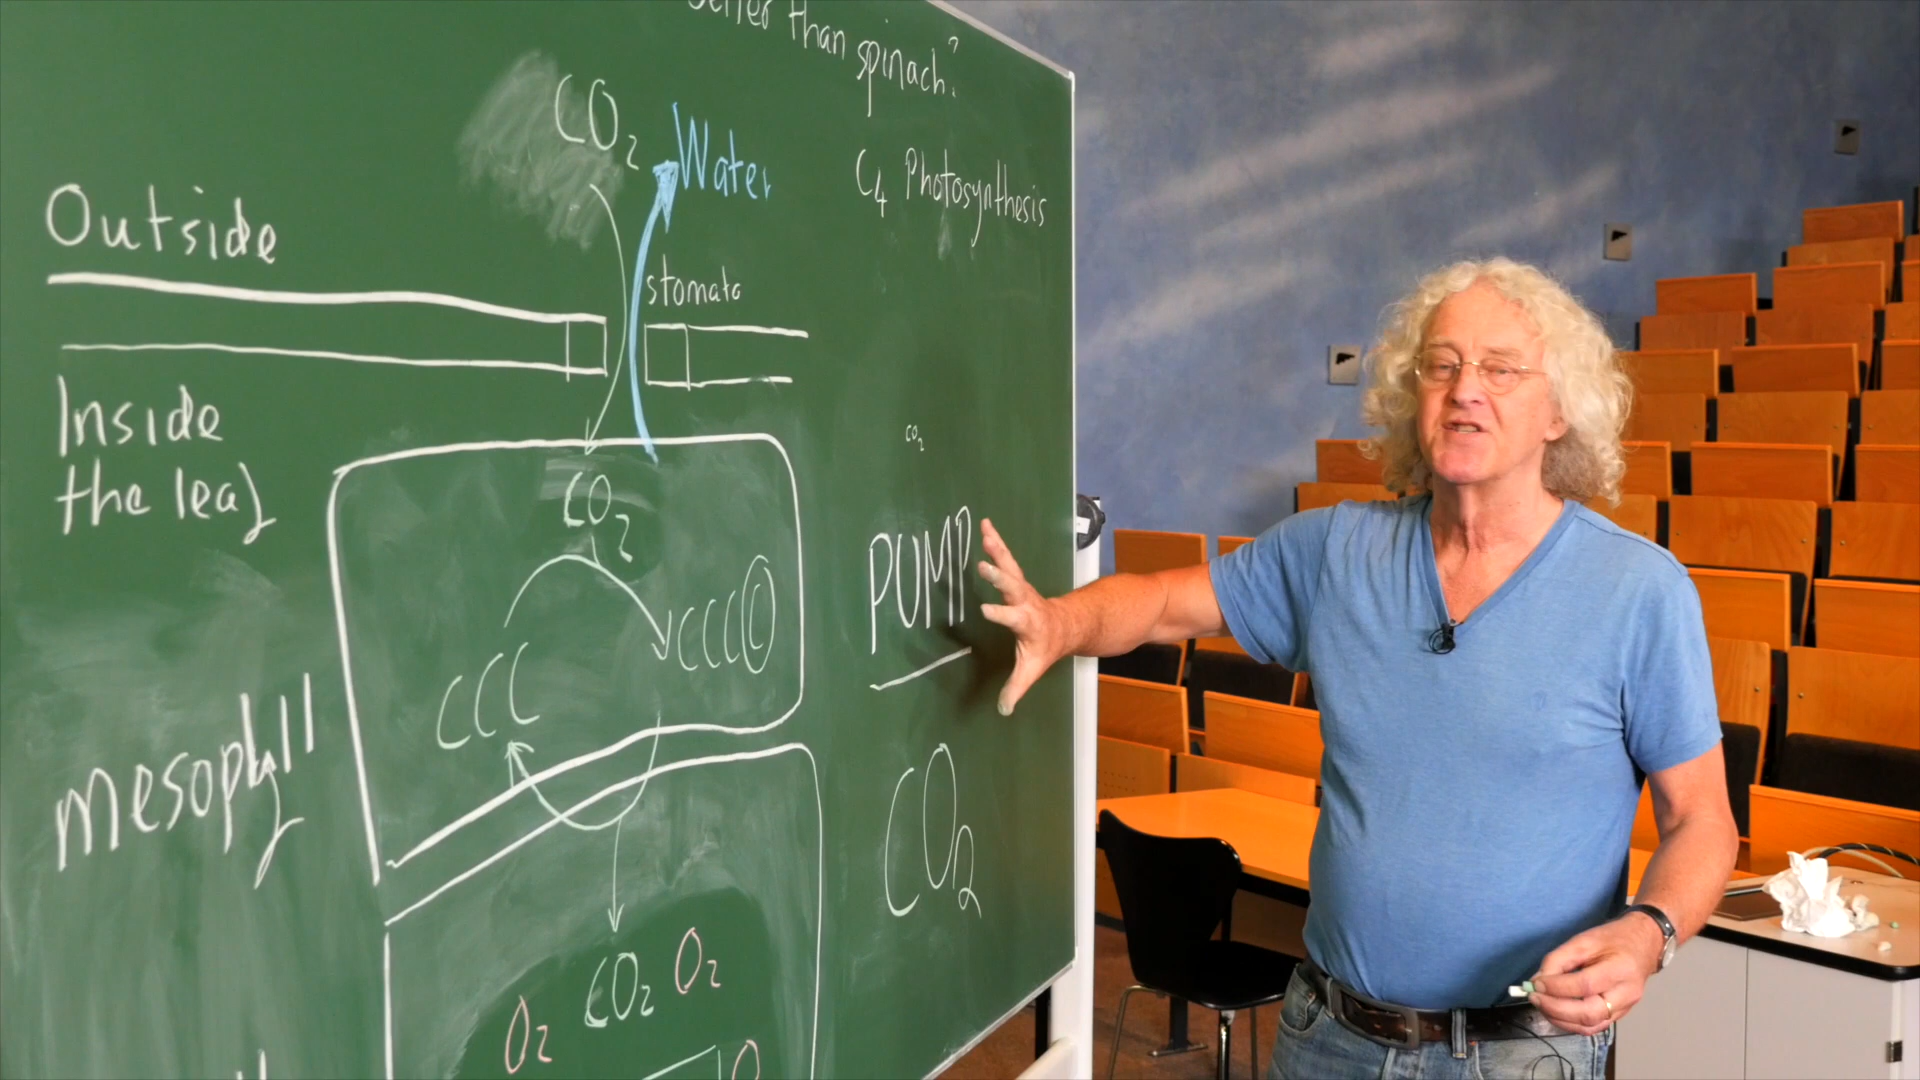 than spinach?
C4 Photosynthesis
CO2
Water
Outside
stomata
Inside
the leaf
CO2
CO2
PUMP
CCCC
CCC
mesophyll
CO2
O2
CO2
O2